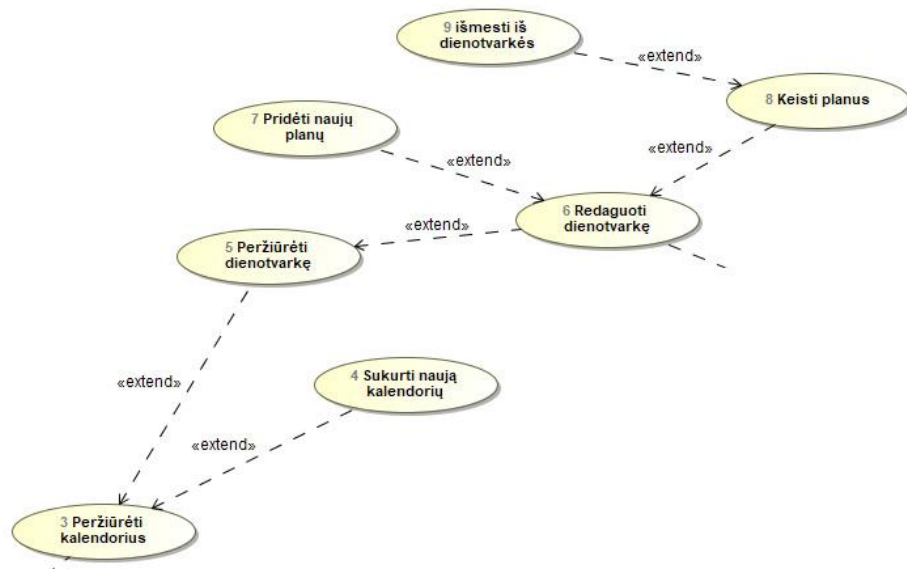 9 išmesti iš
dienotvarkės
«extend»
8 Keisti planus
7 Pridėti naujų
planų
«extend»
«extend»
6 Redaguoti
dienotvarkę
«extend»
5 Peržiūrėti
dienotvarkę
4 Sukurti naują
kalendorių
«extend»
«extend»
3 Peržiūrėti
kalendorius